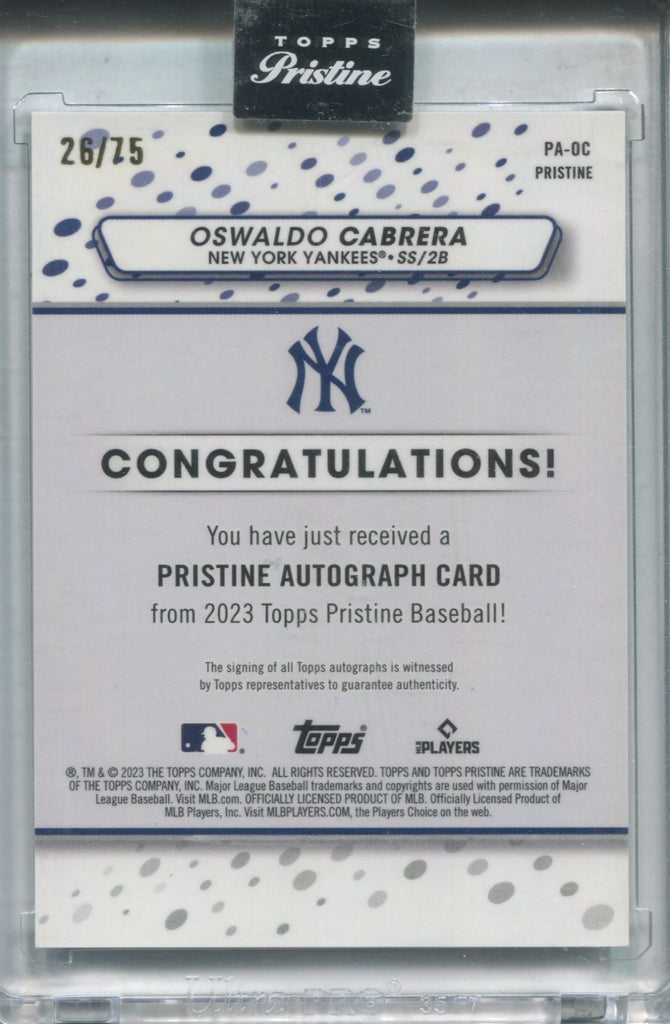 TOPPS
Pristine
26/75
PA-OC
PRISTINE
OSWALDO CABRERA
NEW YORK YANKEES®•SS/2B
NY
TM
CONGRATULATIONS!
You have just received a
PRISTINE AUTOGRAPH CARD
from 2023 Topps Pristine Baseball!
The signing of all Topps autographs is witnessed
by Topps representatives to guarantee authenticity.
Topps®
MLB PLAYERS
®, TM & © 2023 THE TOPPS COMPANY, INC. ALL RIGHTS RESERVED. TOPPS AND TOPPS PRISTINE ARE TRADEMARKS
OF THE TOPPS COMPANY, INC. Major League Baseball trademarks and copyrights are used with permission of Major
League Baseball. Visit MLB.com. OFFICIALLY LICENSED PRODUCT OF MLB. Officially Licensed Product of
MLB Players, Inc. Visit MLBPLAYERS.COM, the Players Choice on the web.
Ultra PRO®